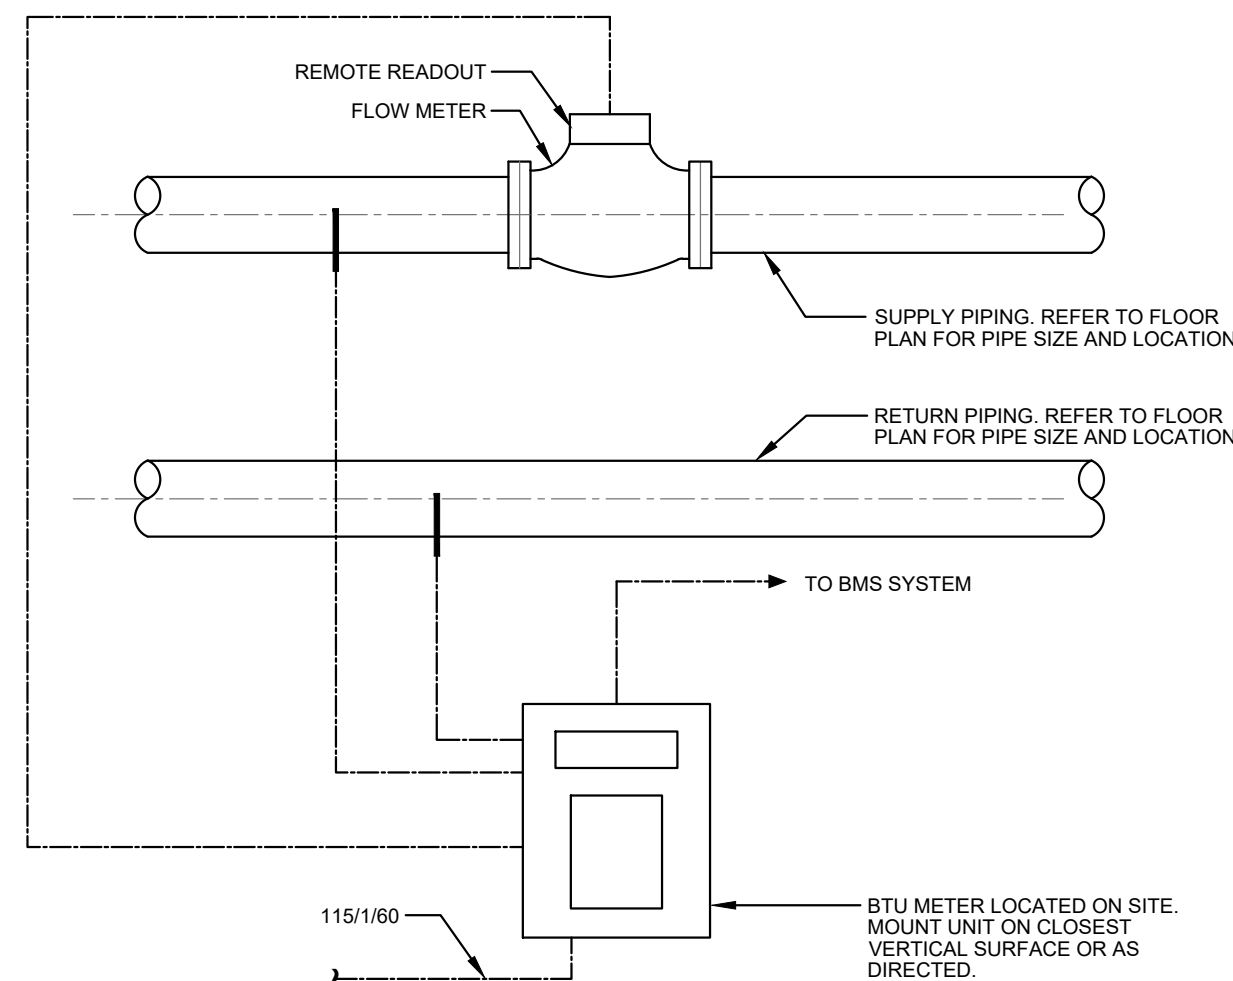 REMOTE READOUT
FLOW METER
SUPPLY PIPING. REFER TO FLOOR
PLAN FOR PIPE SIZE AND LOCATION
RETURN PIPING. REFER TO FLOOR
PLAN FOR PIPE SIZE AND LOCATION
TO BMS SYSTEM
115/1/60
BTU METER LOCATED ON SITE.
MOUNT UNIT ON CLOSEST
VERTICAL SURFACE OR AS
DIRECTED.